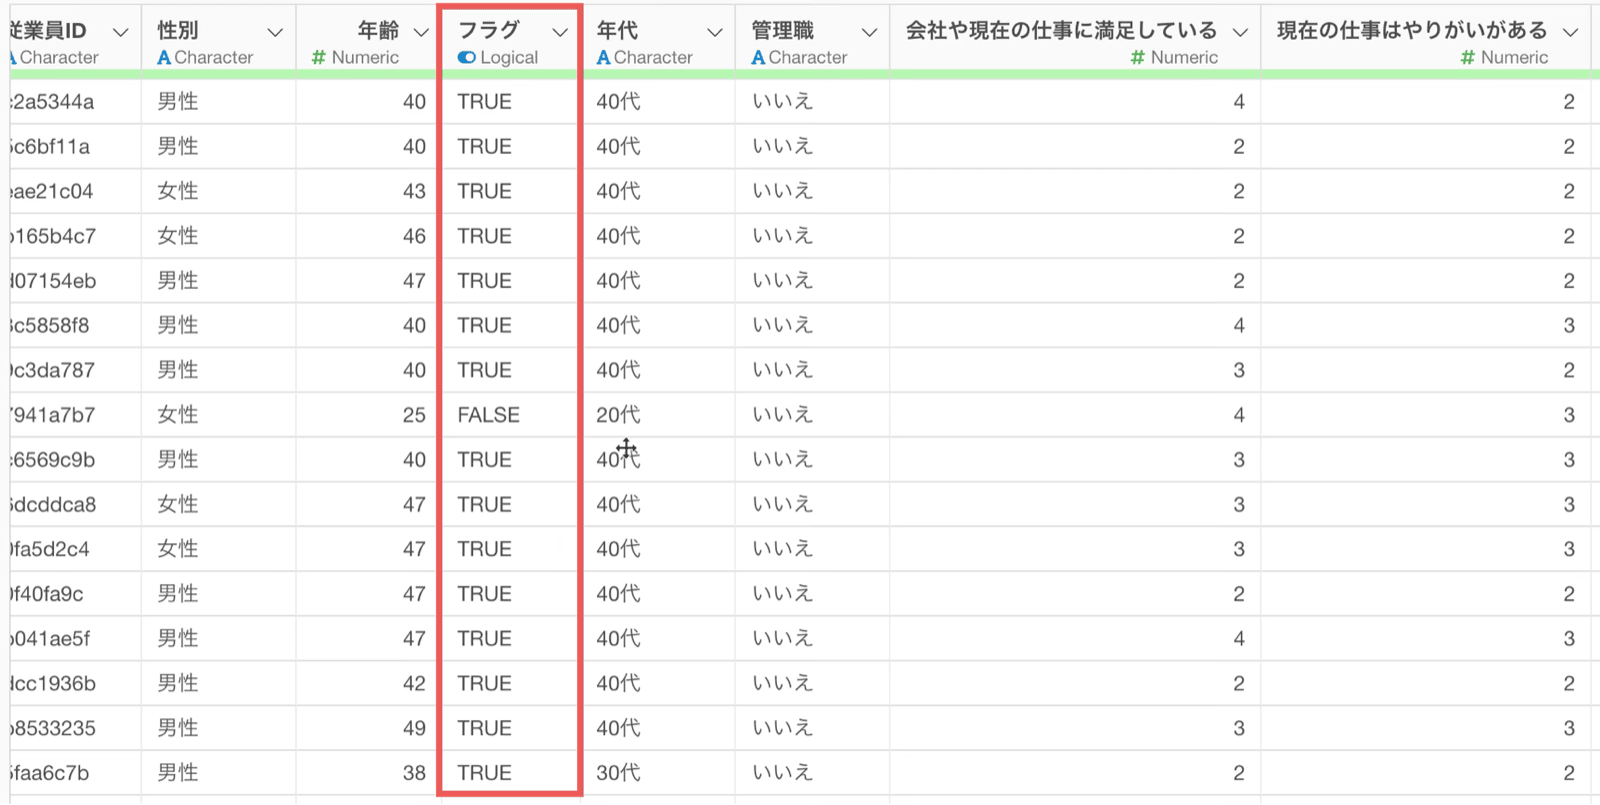 従業員ID 性別 年齢 フラグ 年代 管理職 会社や現在の仕事に満足している 現在の仕事はやりがいがある
Character A Character # Numeric Logical A Character A Character # Numeric # Numeric
c2a5344a 男性 40 TRUE 40代 いいえ 4 2
c6bf11a 男性 40 TRUE 40代 いいえ 2 2
eae21c04 女性 43 TRUE 40代 いいえ 2 2
b165b4c7 女性 46 TRUE 40代 いいえ 2 2
d07154eb 男性 47 TRUE 40代 いいえ 2 2
c5858f8 男性 40 TRUE 40代 いいえ 4 3
c3da787 男性 40 TRUE 40代 いいえ 3 2
7941a7b7 女性 25 FALSE 20代 いいえ 4 3
c6569c9b 男性 40 TRUE 40代 いいえ 3 3
6dcddca8 女性 47 TRUE 40代 いいえ 3 3
fa5d2c4 女性 47 TRUE 40代 いいえ 3 3
f40fa9c 男性 47 TRUE 40代 いいえ 2 2
b041ae5f 男性 47 TRUE 40代 いいえ 4 3
dcc1936b 男性 42 TRUE 40代 いいえ 2 2
b8533235 男性 49 TRUE 40代 いいえ 3 3
faa6c7b 男性 38 TRUE 30代 いいえ 2 2